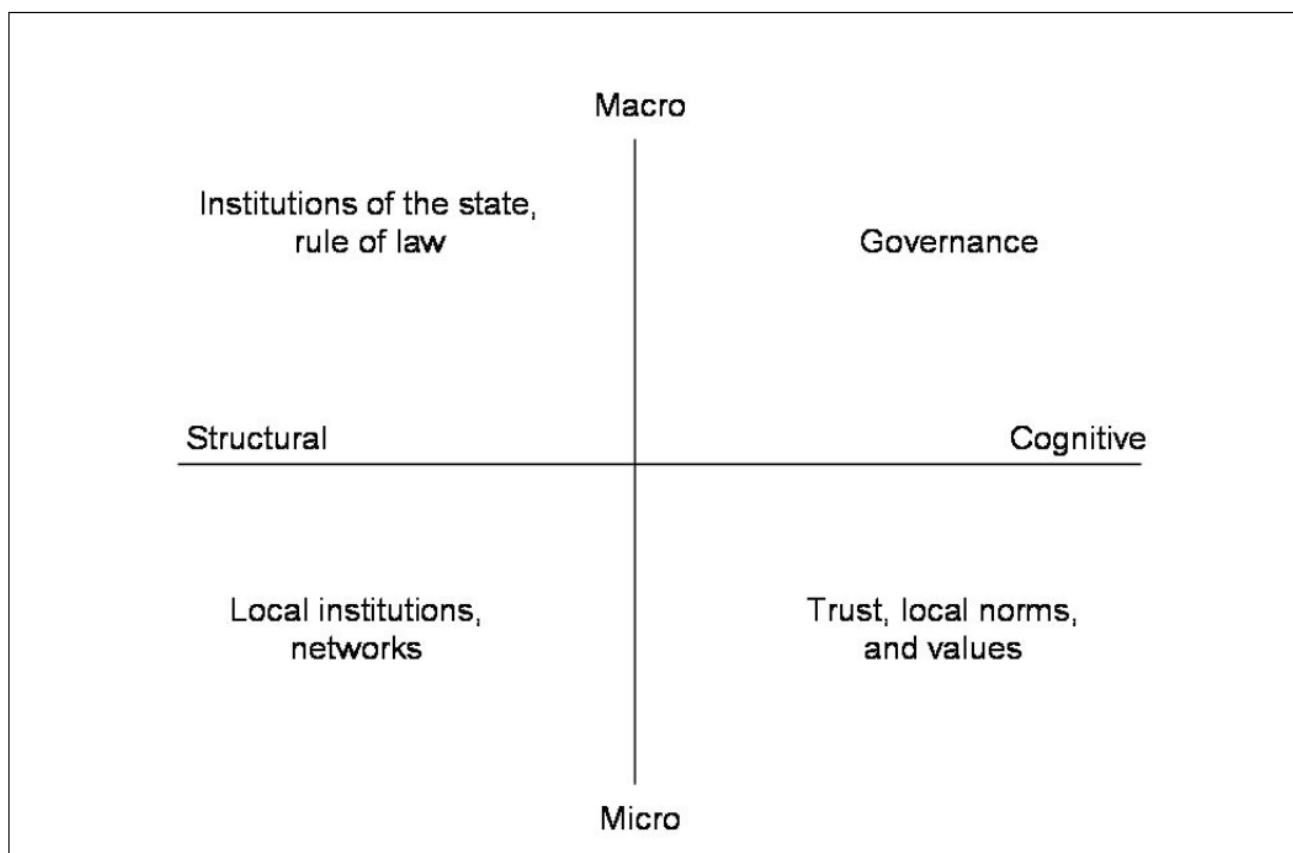 Macro
Institutions of the state,
rule of law
Governance
Structural
Cognitive
Local institutions,
networks
Trust, local norms,
and values
Micro